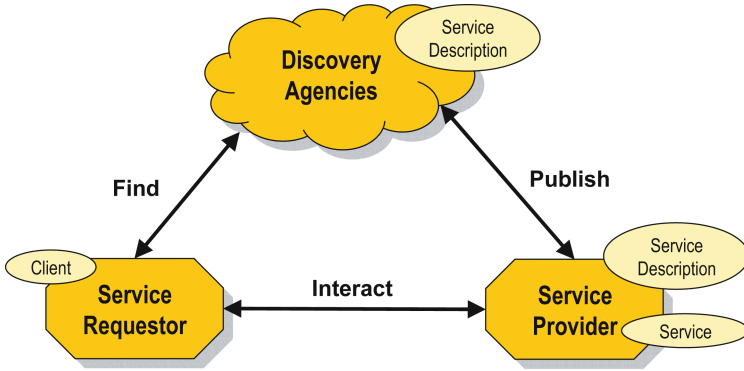 Service
Description
Discovery
Agencies
Find
Publish
Client
Service
Requestor
Interact
Service
Description
Service
Provider
Service